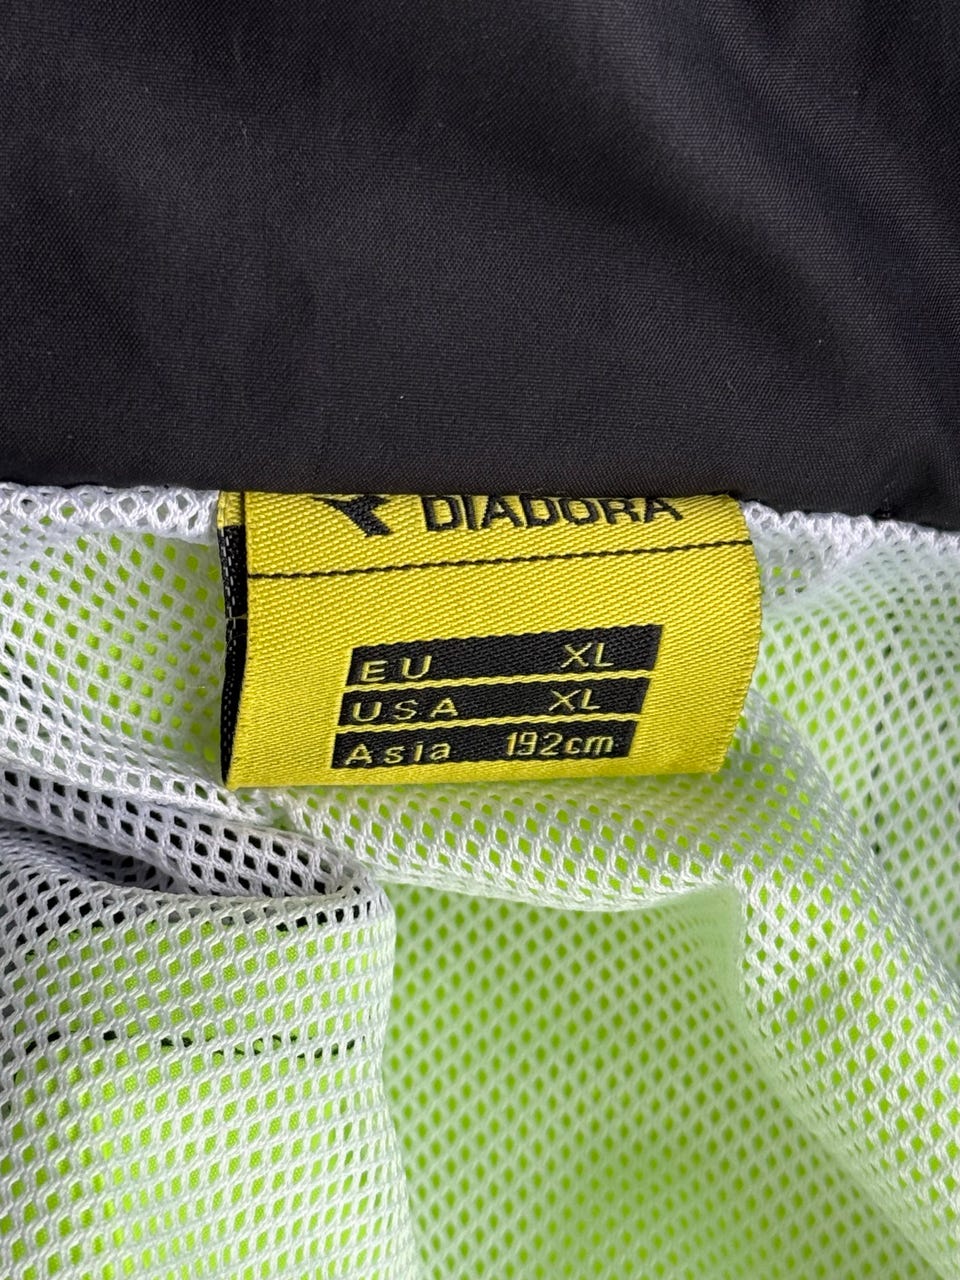 DIADORA
EU XL
USA XL
Asia 192cm